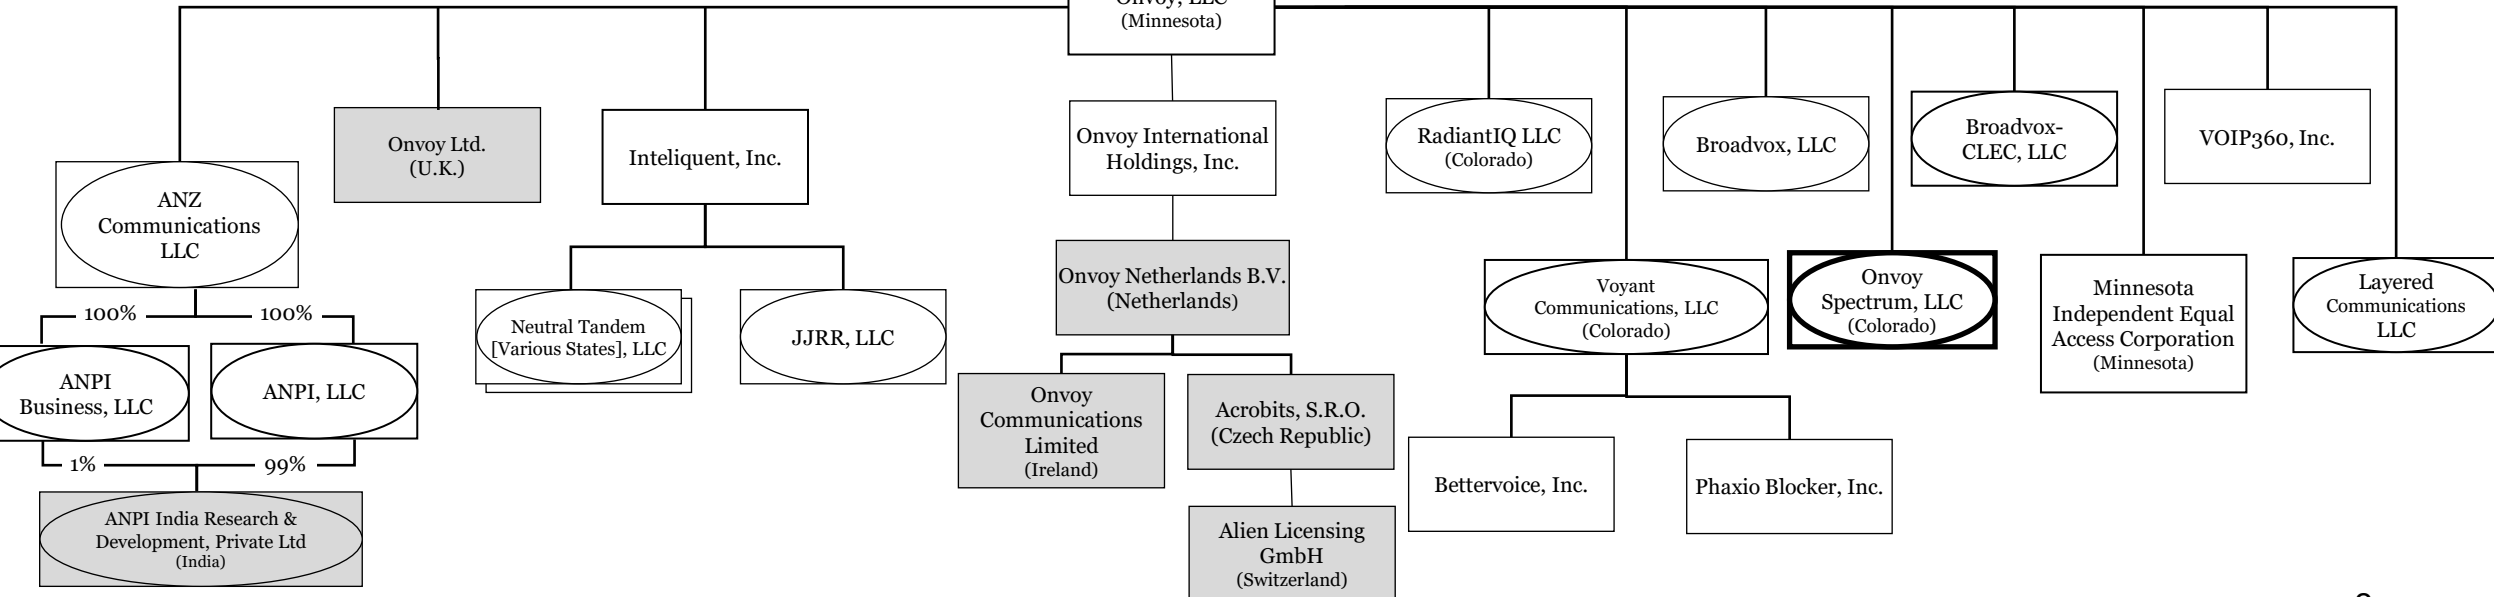 Onvoy, LLC
(Minnesota)
Onvoy Ltd.
(U.K.)
Inteliquent, Inc.
Onvoy International
Holdings, Inc.
RadiantIQ LLC
(Colorado)
Broadvox, LLC
Broadvox-
CLEC, LLC
VOIP360, Inc.
ANZ
Communications
LLC
100%
100%
Neutral Tandem
[Various States], LLC
JJRR, LLC
Onvoy Netherlands B.V.
(Netherlands)
Voyant
Communications, LLC
(Colorado)
Onvoy
Spectrum, LLC
(Colorado)
Minnesota
Independent Equal
Access Corporation
(Minnesota)
Layered
Communications
LLC
ANPI
Business, LLC
ANPI, LLC
Onvoy
Communications
Limited
(Ireland)
Acrobits, S.R.O.
(Czech Republic)
1%
99%
Bettervoice, Inc.
Phaxio Blocker, Inc.
ANPI India Research &
Development, Private Ltd
(India)
Alien Licensing
GmbH
(Switzerland)